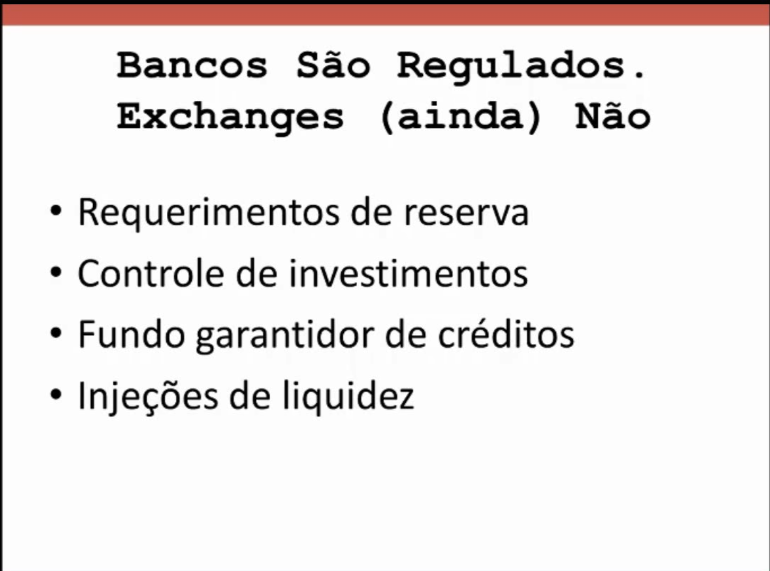 Bancos São Regulados.
Exchanges (ainda) Não
• Requerimentos de reserva
• Controle de investimentos
• Fundo garantidor de créditos
• Injeções de liquidez